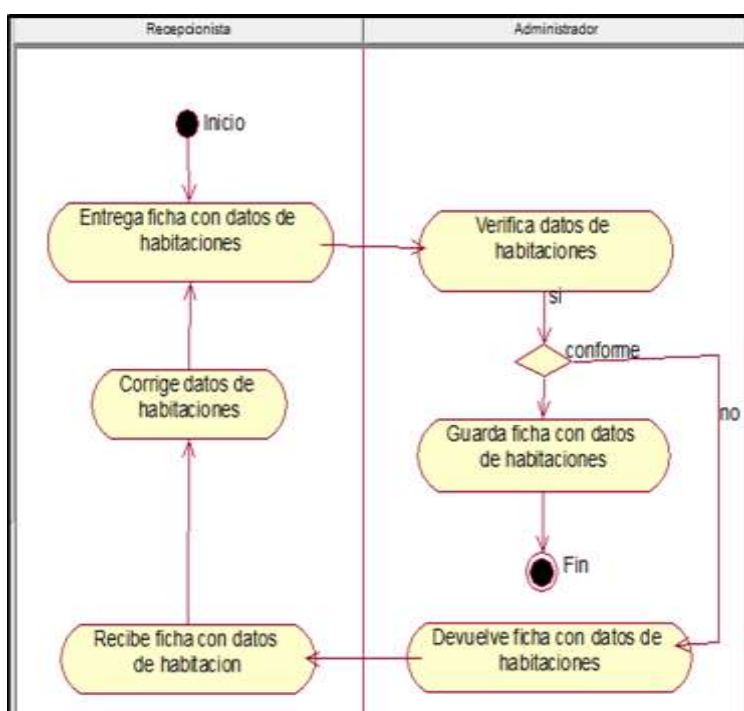 Recepcionista
Administrador
Inicio
Entrega ficha con datos de
habitaciones
Verifica datos de
habitaciones
si
conforme
no
Corrige datos de
habitaciones
Guarda ficha con datos
de habitaciones
Fin
Recibe ficha con datos
de habitacion
Devuelve ficha con datos de
habitaciones